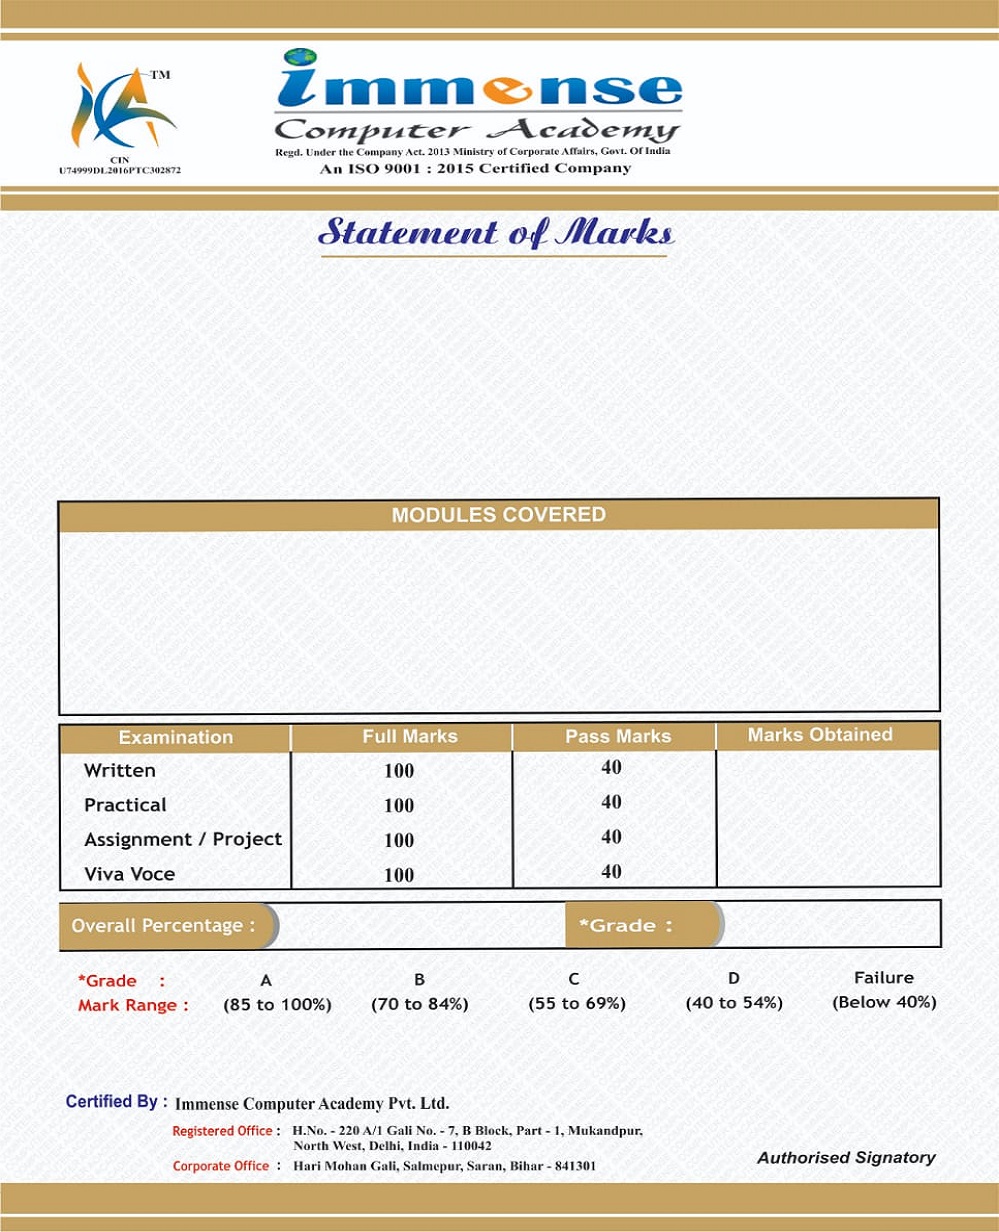 TM
CIN
U74999DL2016PTC302872
immense
Computer Academy
Regd. Under the Company Act. 2013 Ministry of Corporate Affairs, Govt. Of India
An ISO 9001 : 2015 Certified Company
Statement of Marks
MODULES COVERED
Examination Full Marks Pass Marks Marks Obtained
Written 100 40
Practical 100 40
Assignment / Project 100 40
Viva Voce 100 40
Overall Percentage : *Grade :
*Grade : A B C D Failure
Mark Range : (85 to 100%) (70 to 84%) (55 to 69%) (40 to 54%) (Below 40%)
Certified By : Immense Computer Academy Pvt. Ltd.
Registered Office : H.No. - 220 A/1 Gali No. - 7, B Block, Part - 1, Mukandpur,
North West, Delhi, India - 110042
Corporate Office : Hari Mohan Gali, Salmepur, Saran, Bihar - 841301
Authorised Signatory